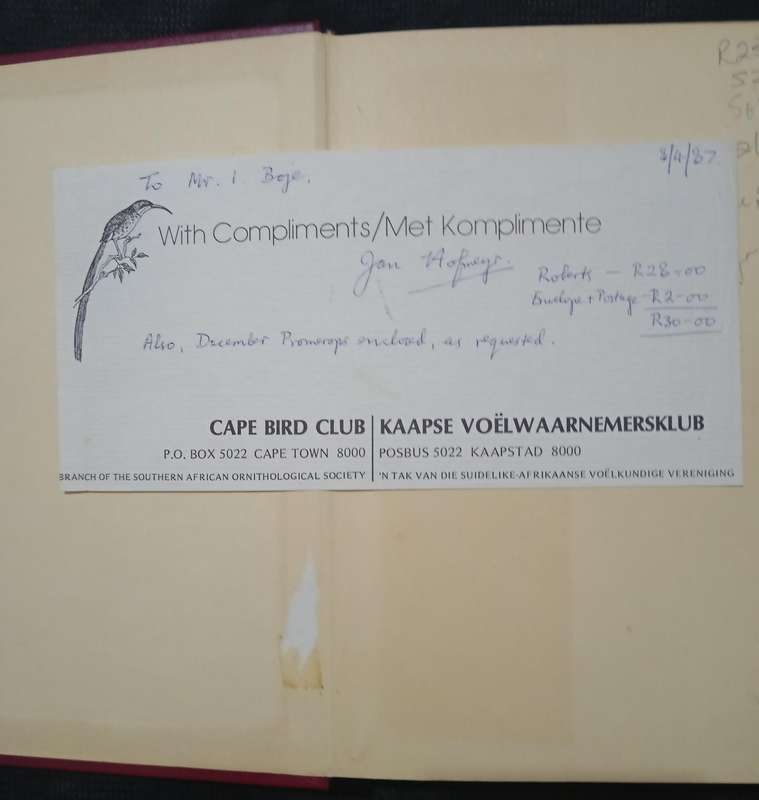 To Mr. I. Boje.
8/4/87
With Compliments/Met Komplimente
Jan Hofmeyr.
Roberts — R28-00
Envelope + Postage - R2-00
R30-00
Also, December Promerops enclosed, as requested.
CAPE BIRD CLUB
P.O. BOX 5022 CAPE TOWN 8000
BRANCH OF THE SOUTHERN AFRICAN ORNITHOLOGICAL SOCIETY
KAAPSE VOËLWAARNEMERSKLUB
POSBUS 5022 KAAPSTAD 8000
'N TAK VAN DIE SUIDELIKE-AFRIKAANSE VOËLKUNDIGE VERENIGING